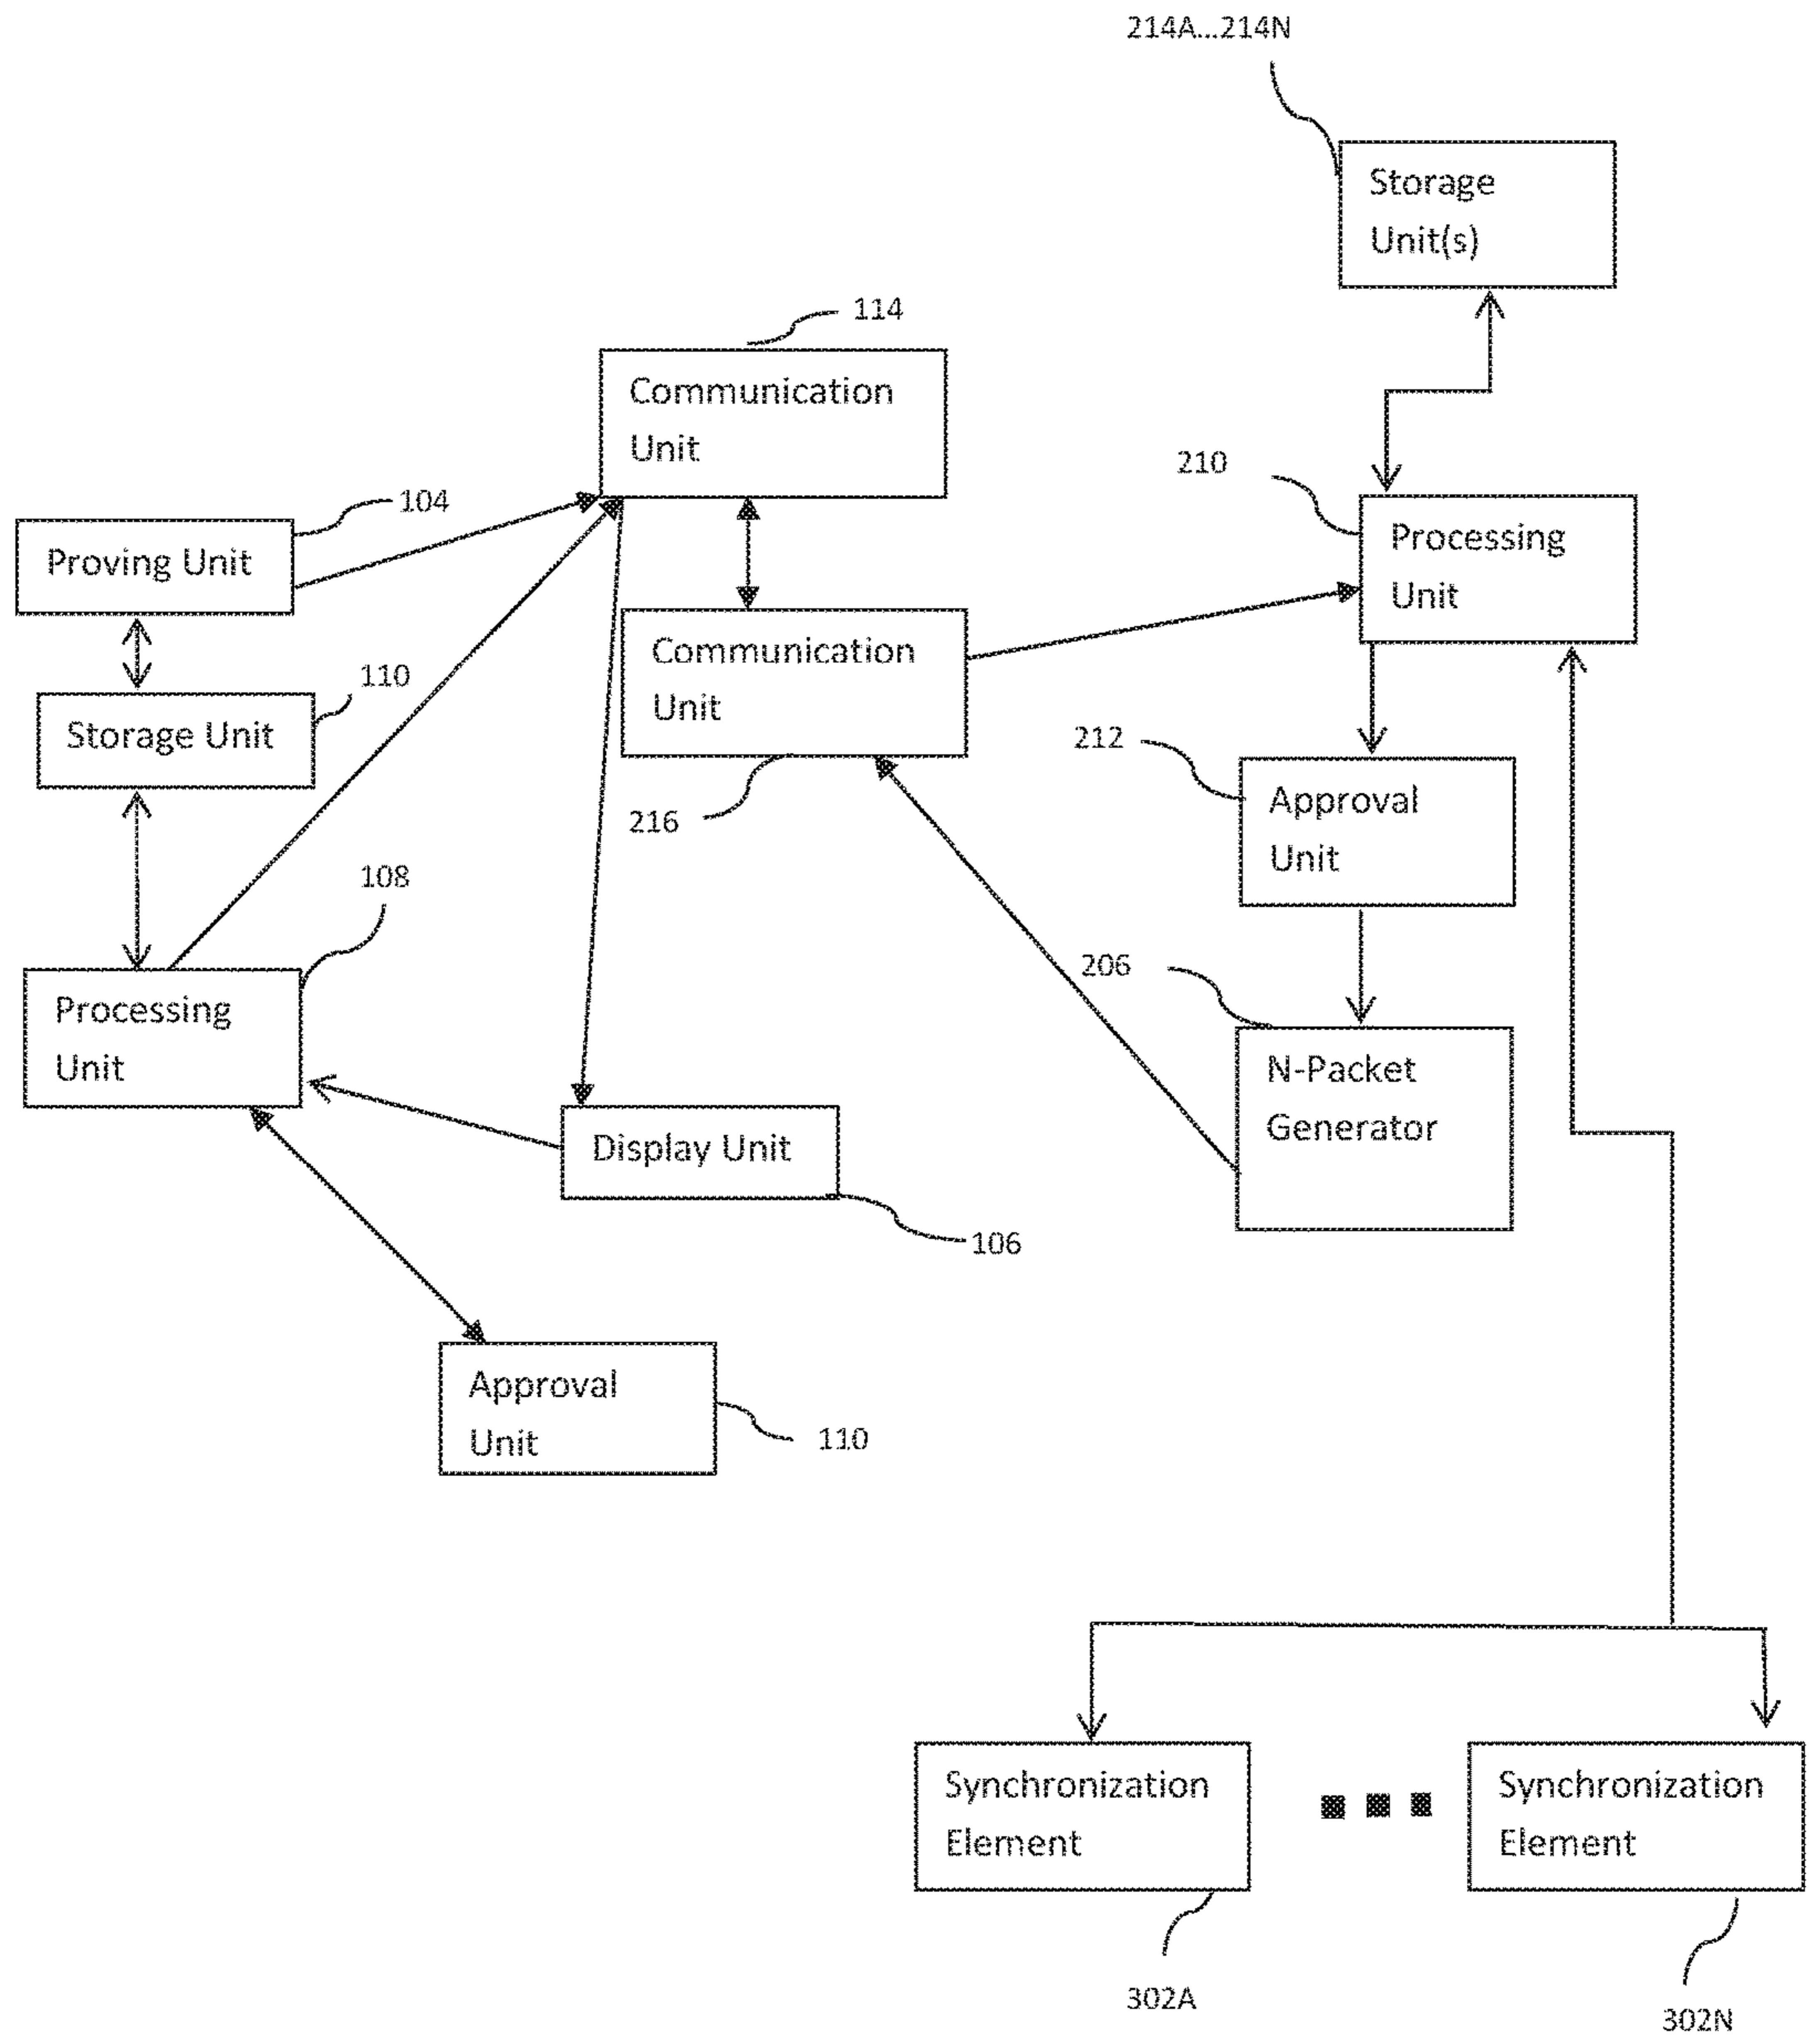 214A...214N
Storage
Unit(s)
114
Communication
Unit
210
104
Proving Unit
Processing
Unit
Communication
Unit
110
Storage Unit
212
216
Approval
Unit
108
206
Processing
Unit
N-Packet
Generator
Display Unit
106
Approval
Unit
110
Synchronization
Element
Synchronization
Element
302A
302N